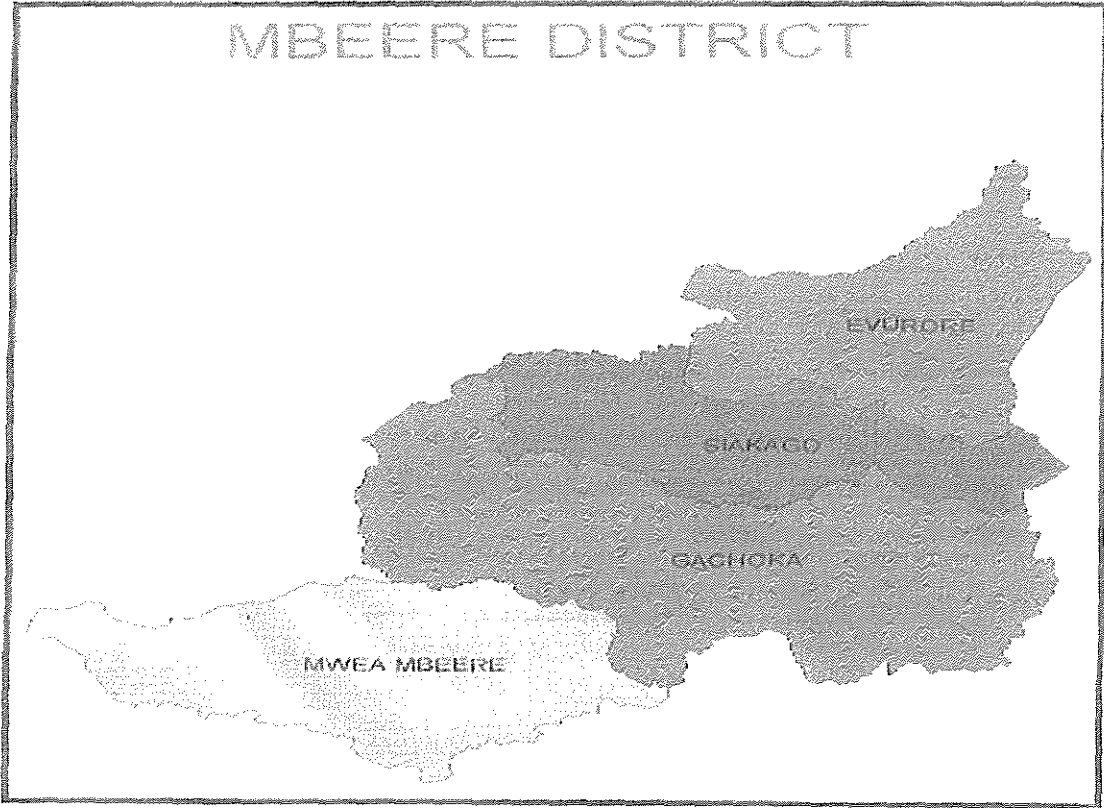 MBEERE DISTRICT
EVURORE
SIAKAGO
GACHOKA
MWEA MBEERE